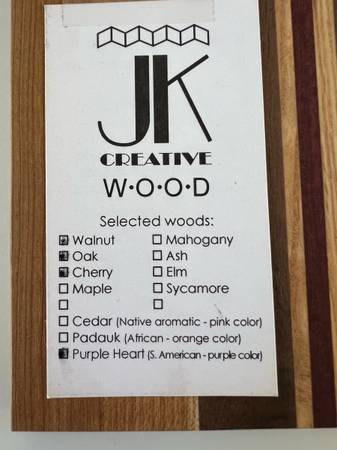 JK
CREATIVE
W·O·O·D
Selected woods:
Walnut Mahogany
Oak Ash
Cherry Elm
Maple Sycamore
Cedar (Native aromatic - pink color)
Padauk (African - orange color)
Purple Heart (S. American - purple color)